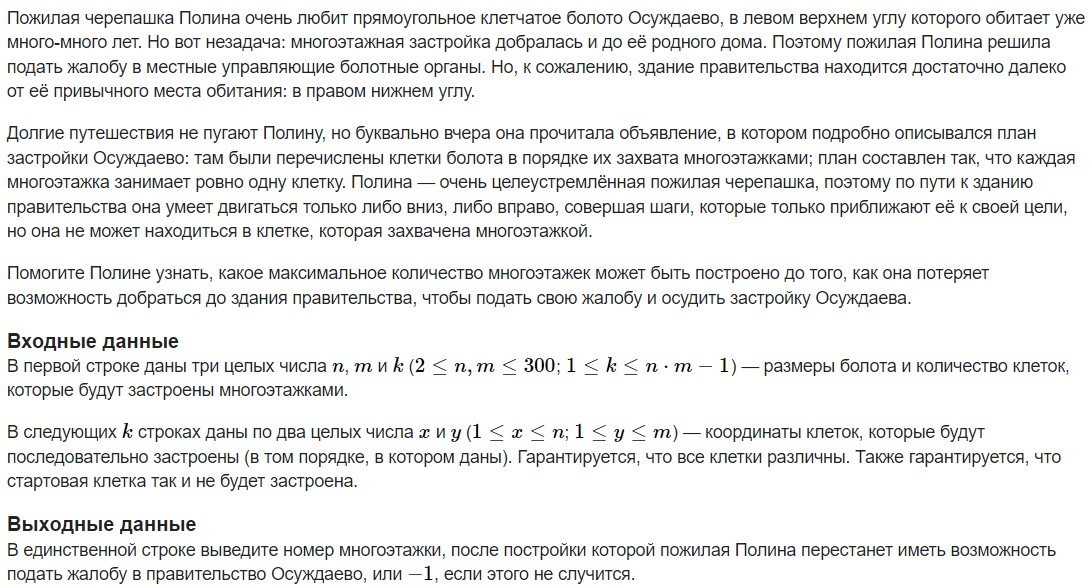 Пожилая черепашка Полина очень любит прямоугольное клетчатое болото Осуждаево, в левом верхнем углу которого обитает уже
много-много лет. Но вот незадача: многоэтажная застройка добралась и до её родного дома. Поэтому пожилая Полина решила
подать жалобу в местные управляющие болотные органы. Но, к сожалению, здание правительства находится достаточно далеко
от её привычного места обитания: в правом нижнем углу.
Долгие путешествия не пугают Полину, но буквально вчера она прочитала объявление, в котором подробно описывался план
застройки Осуждаево: там были перечислены клетки болота в порядке их захвата многоэтажками; план составлен так, что каждая
многоэтажка занимает ровно одну клетку. Полина — очень целеустремлённая пожилая черепашка, поэтому по пути к зданию
правительства она умеет двигаться только либо вниз, либо вправо, совершая шаги, которые только приближают её к своей цели,
но она не может находиться в клетке, которая захвачена многоэтажкой.
Помогите Полине узнать, какое максимальное количество многоэтажек может быть построено до того, как она потеряет
возможность добраться до здания правительства, чтобы подать свою жалобу и осудить застройку Осуждаева.
Входные данные
В первой строке даны три целых числа n, m и k (2 ≤ n, m ≤ 300; 1 ≤ k ≤ n · m − 1) — размеры болота и количество клеток,
которые будут застроены многоэтажками.
В следующих k строках даны по два целых числа x и y (1 ≤ x ≤ n; 1 ≤ y ≤ m) — координаты клеток, которые будут
последовательно застроены (в том порядке, в котором даны). Гарантируется, что все клетки различны. Также гарантируется, что
стартовая клетка так и не будет застроена.
Выходные данные
В единственной строке выведите номер многоэтажки, после постройки которой пожилая Полина перестанет иметь возможность
подать жалобу в правительство Осуждаево, или −1, если этого не случится.